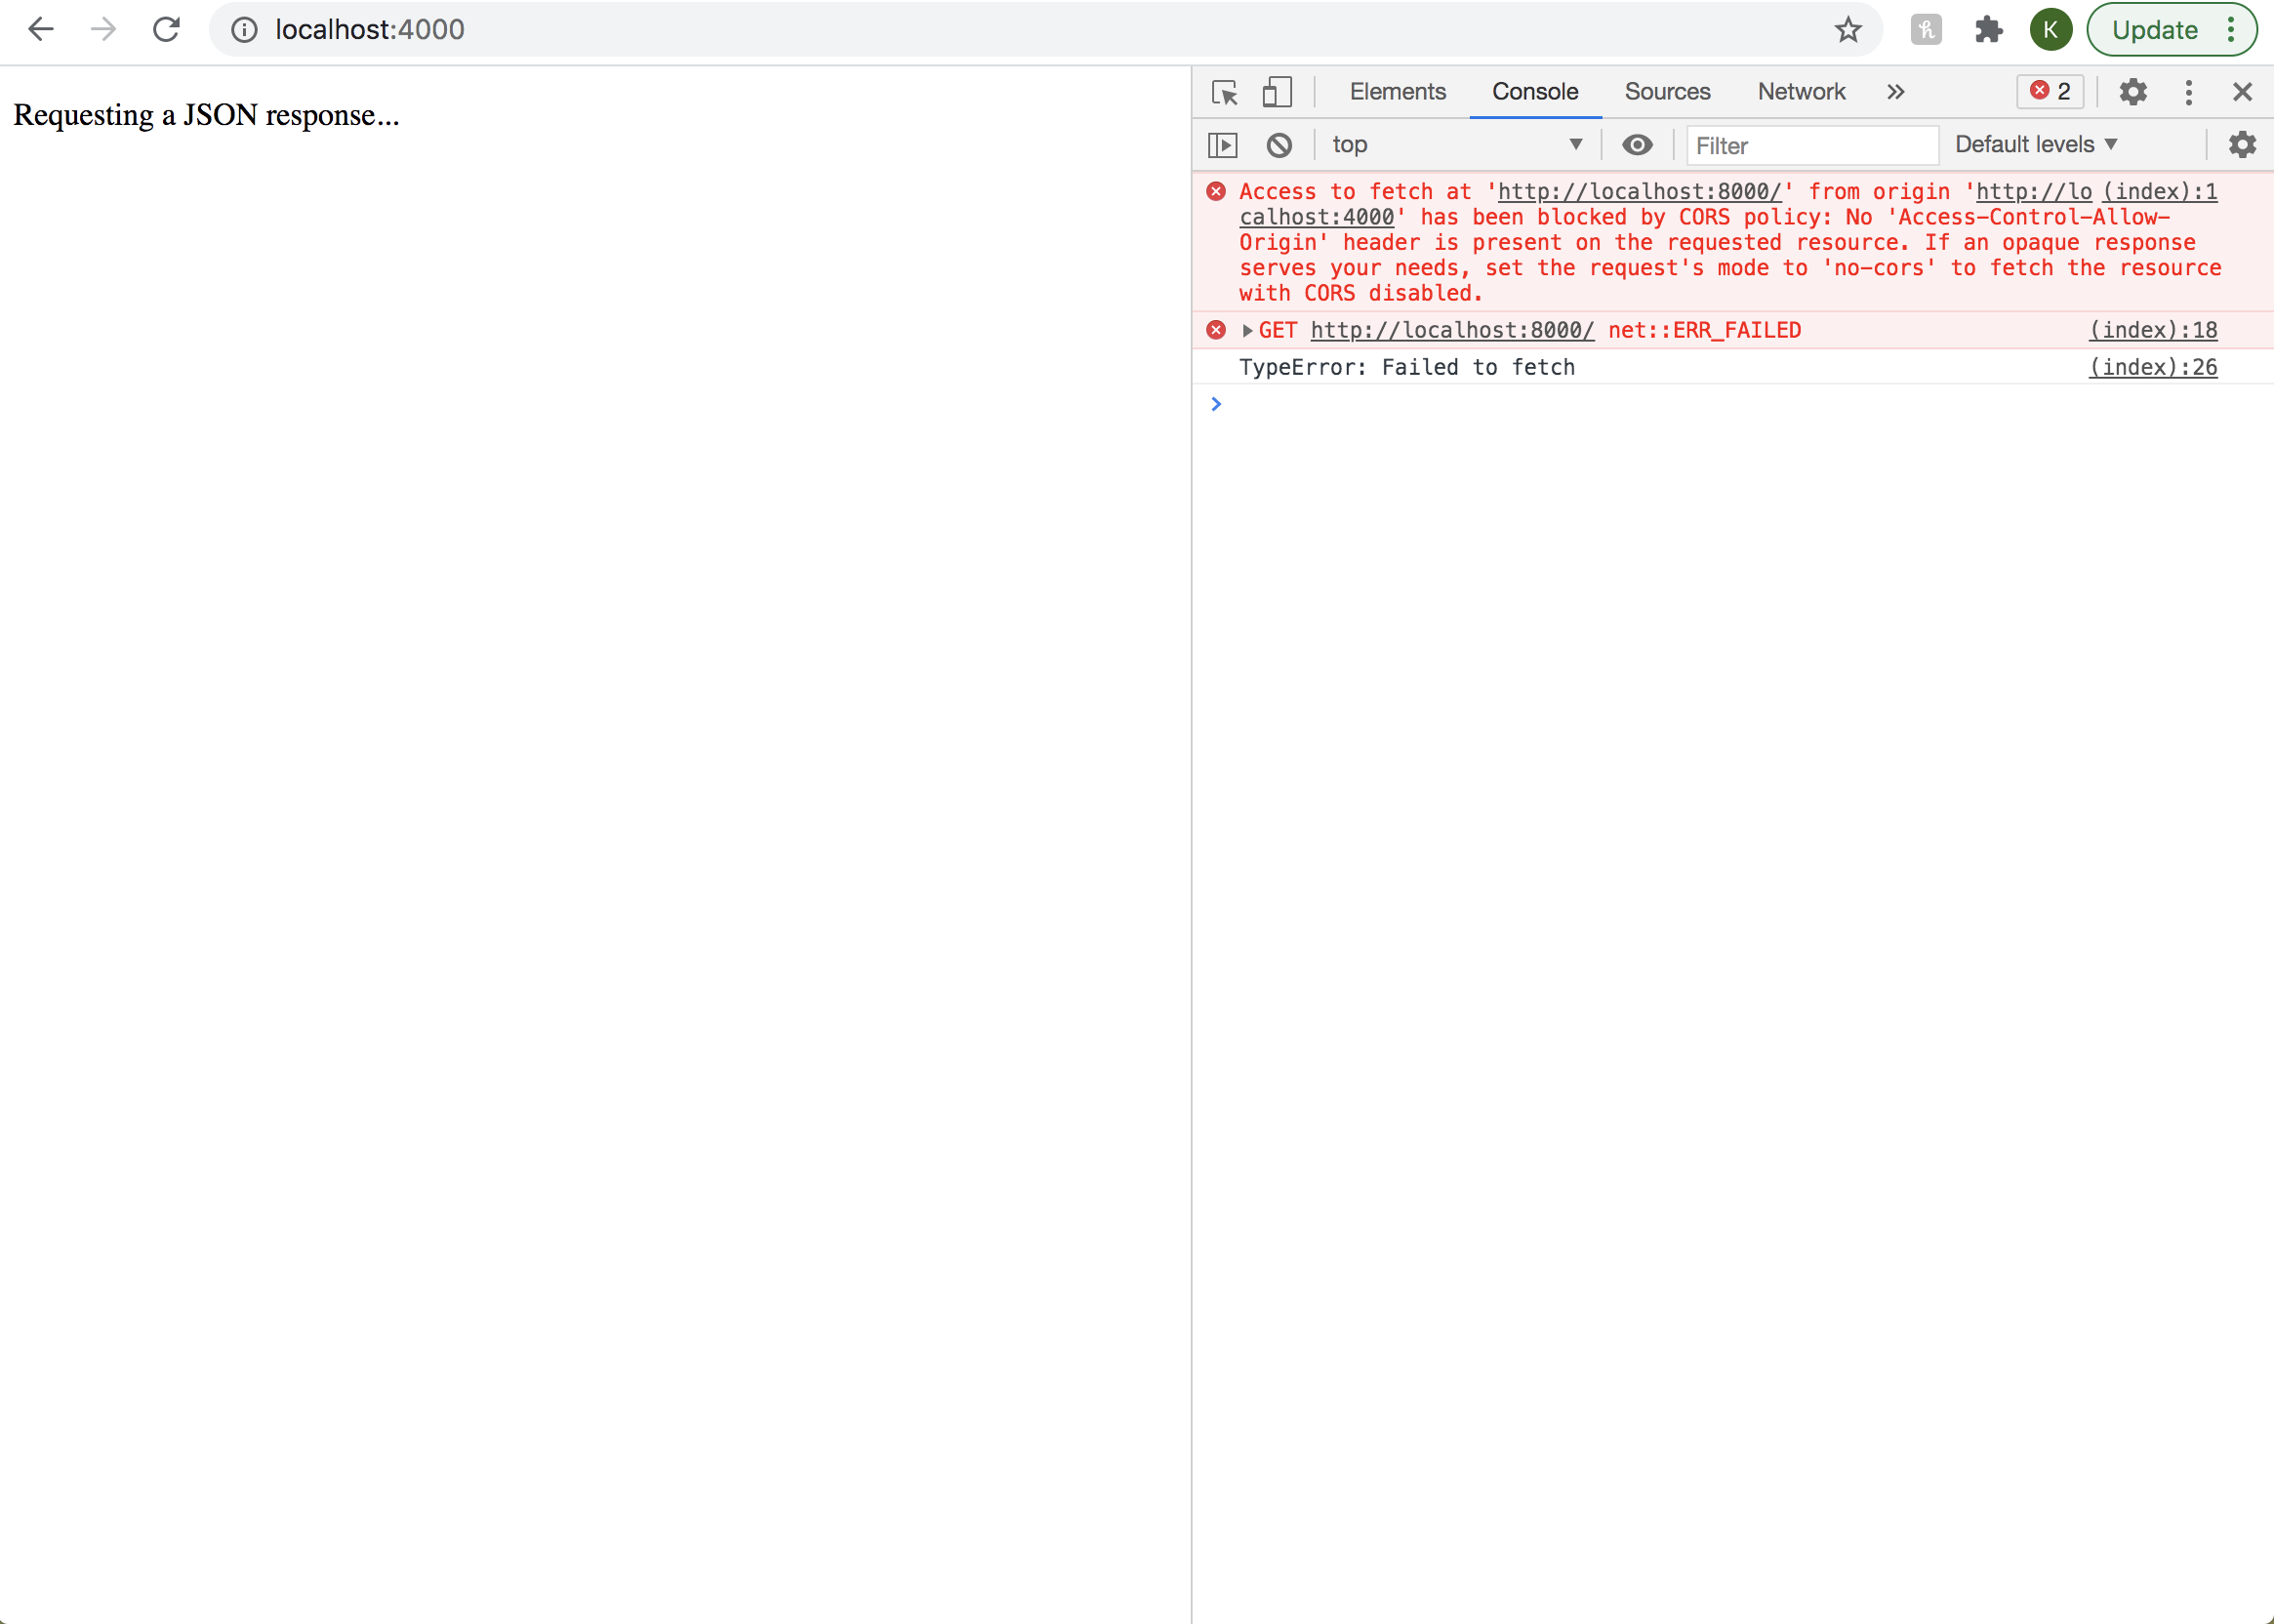 localhost:4000
K
Update
Requesting a JSON response...
Elements Console Sources Network » 2
top Filter Default levels
Access to fetch at 'http://localhost:8000/' from origin 'http://lo (index):1
calhost:4000' has been blocked by CORS policy: No 'Access-Control-Allow-
Origin' header is present on the requested resource. If an opaque response
serves your needs, set the request's mode to 'no-cors' to fetch the resource
with CORS disabled.
GET http://localhost:8000/ net::ERR_FAILED (index):18
TypeError: Failed to fetch (index):26